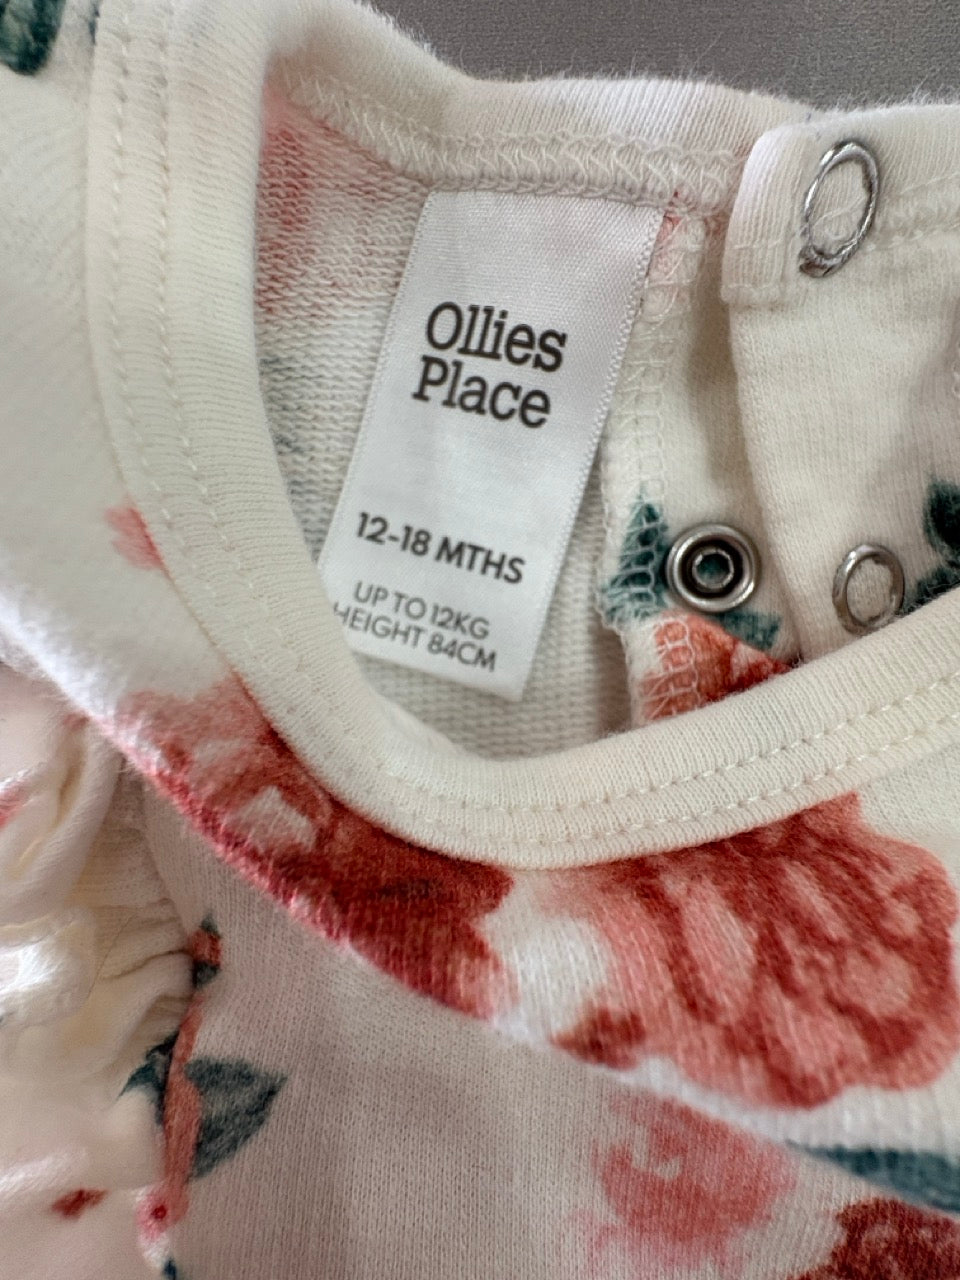 Ollies
Place
12-18 MTHS
UP TO 12KG
HEIGHT 84CM